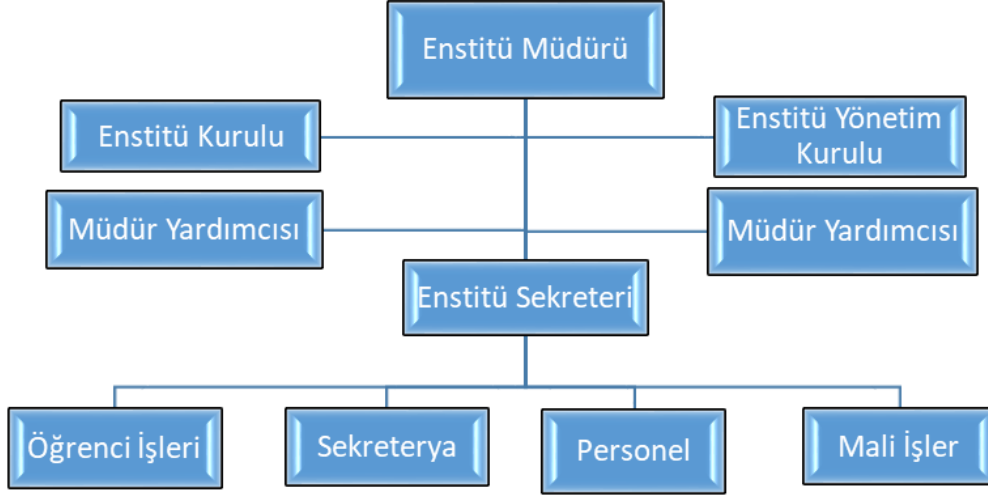 Enstitü Müdürü
Enstitü Kurulu
Enstitü Yönetim
Kurulu
Müdür Yardımcısı
Müdür Yardımcısı
Enstitü Sekreteri
Öğrenci İşleri
Sekreterya
Personel
Mali İşler